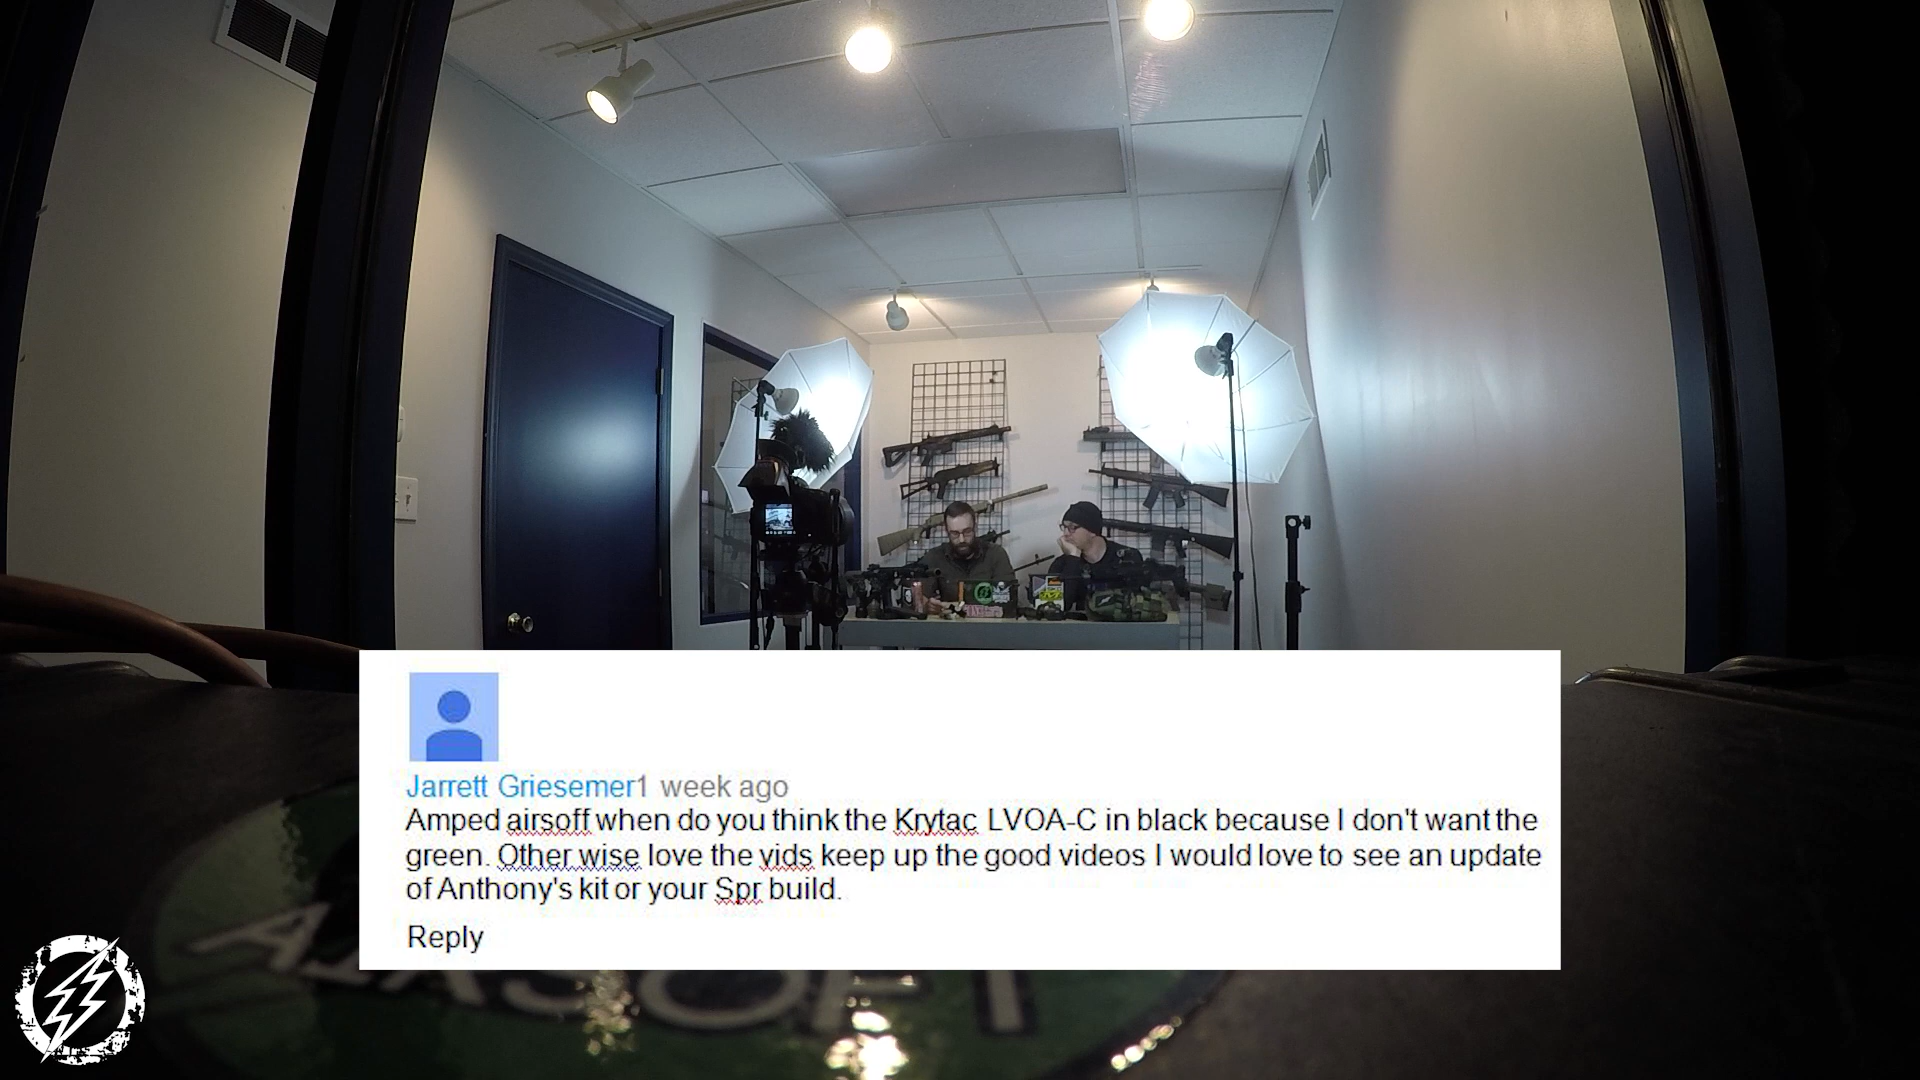 Jarrett Griesemer1 week ago
Amped airsoff when do you think the Krytac LVOA-C in black because I don't want the
green. Other wise love the vids keep up the good videos I would love to see an update
of Anthony's kit or your Spr build.
Reply
AIRSOFT